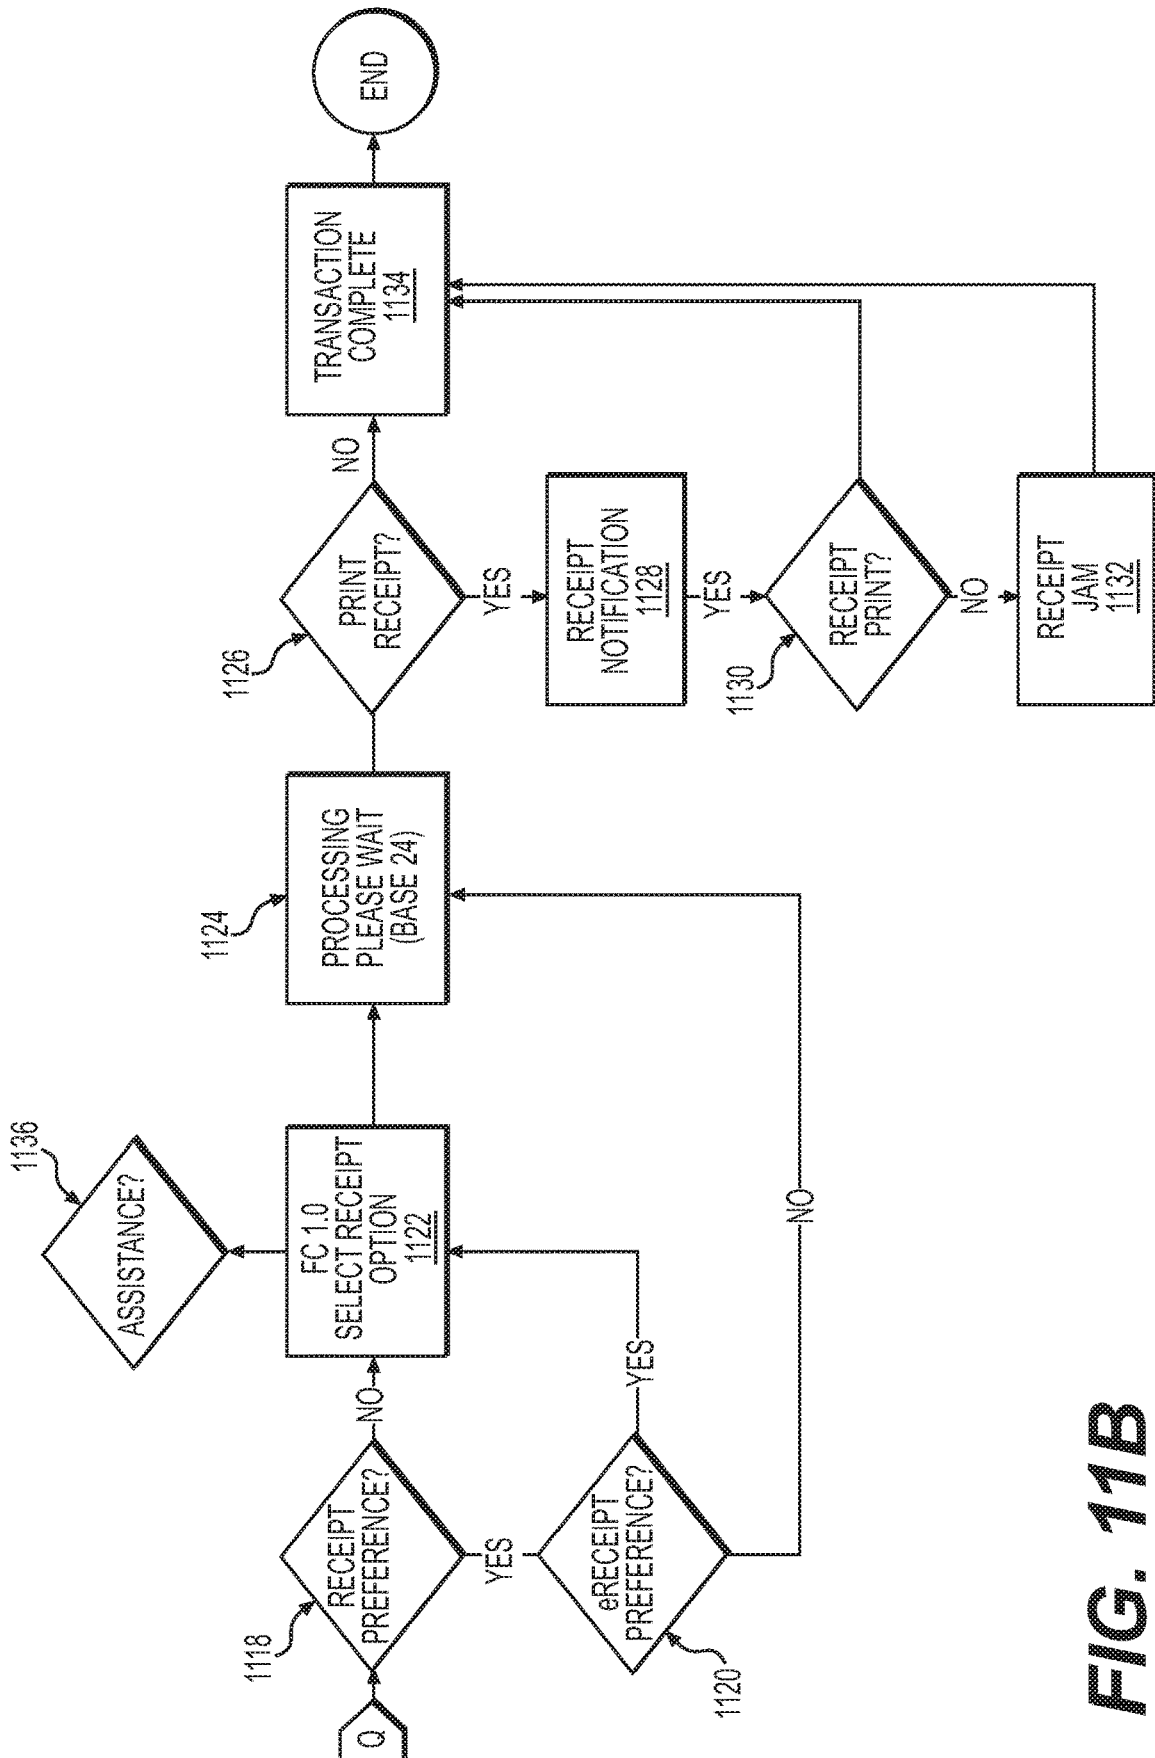 Q
1118
RECEIPT
PREFERENCE?
NO
YES
1120
eRECEIPT
PREFERENCE?
YES
NO
1136
ASSISTANCE?
FC 1.0
SELECT RECEIPT
OPTION
1122
1124
PROCESSING
PLEASE WAIT
(BASE 24)
1126
PRINT
RECEIPT?
NO
YES
RECEIPT
NOTIFICATION
1128
YES
1130
RECEIPT
PRINT?
NO
RECEIPT
JAM
1132
TRANSACTION
COMPLETE
1134
END
FIG. 11B